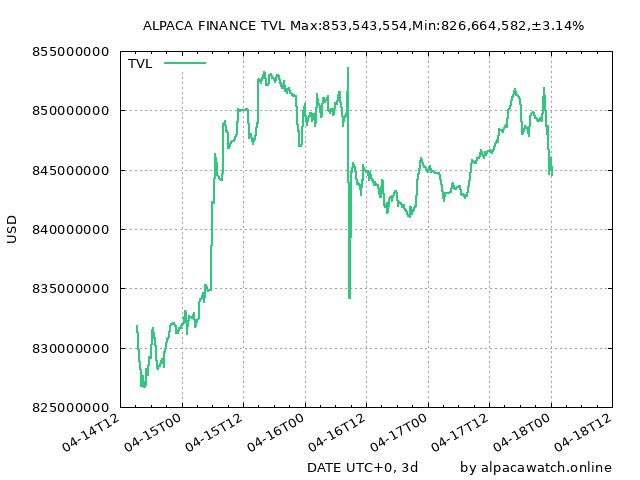 ALPACA FINANCE TVL Max:853,543,554,Min:826,664,582,±3.14%
TVL
855000000
850000000
845000000
840000000
835000000
830000000
825000000
USD
04-14T12
04-15T00
04-15T12
04-16T00
04-16T12
04-17T00
04-17T12
04-18T00
04-18T12
DATE UTC+0, 3d
by alpacawatch.online